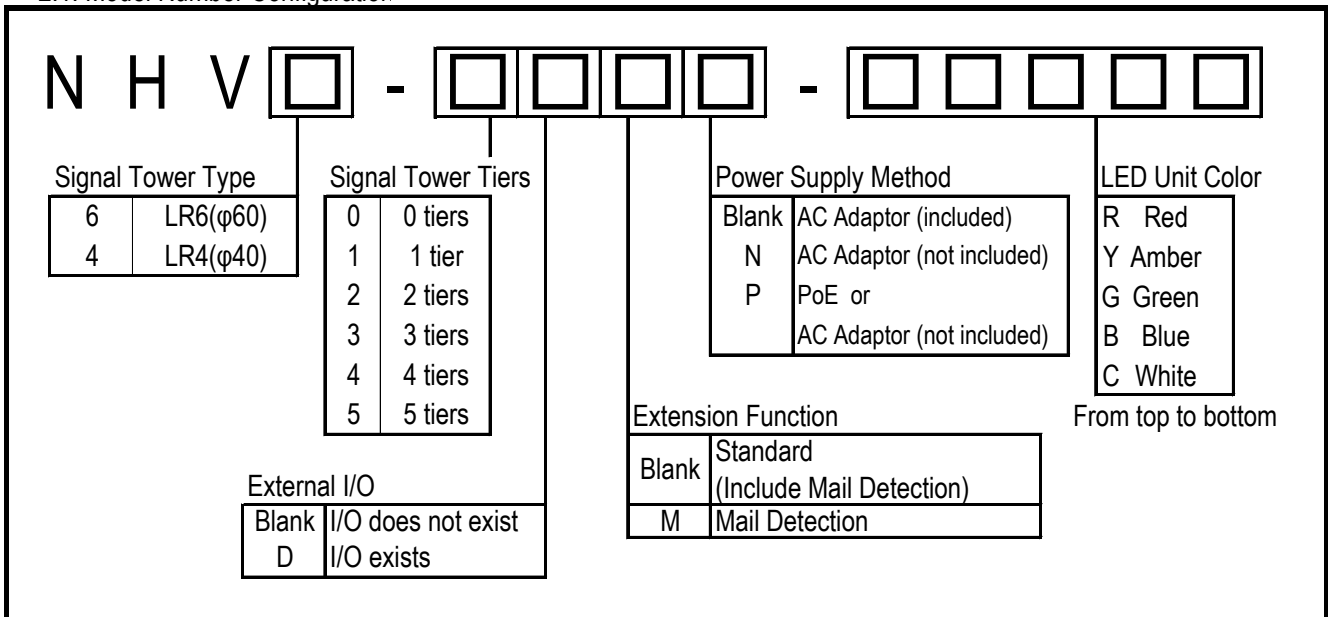 N H V □ - □ □ □ □ - □ □ □ □ □
Signal Tower Type
6 LR6(φ60)
4 LR4(φ40)
Signal Tower Tiers
0 0 tiers
1 1 tier
2 2 tiers
3 3 tiers
4 4 tiers
5 5 tiers
External I/O
Blank I/O does not exist
D I/O exists
Extension Function
Blank Standard
(Include Mail Detection)
M Mail Detection
Power Supply Method
Blank AC Adaptor (included)
N AC Adaptor (not included)
P PoE or
AC Adaptor (not included)
LED Unit Color
R Red
Y Amber
G Green
B Blue
C White
From top to bottom